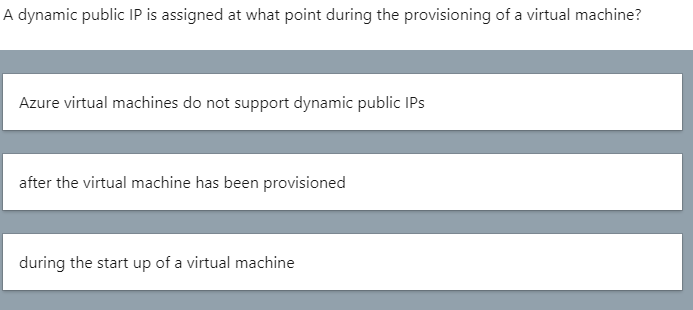 A dynamic public IP is assigned at what point during the provisioning of a virtual machine?
Azure virtual machines do not support dynamic public IPs
after the virtual machine has been provisioned
during the start up of a virtual machine